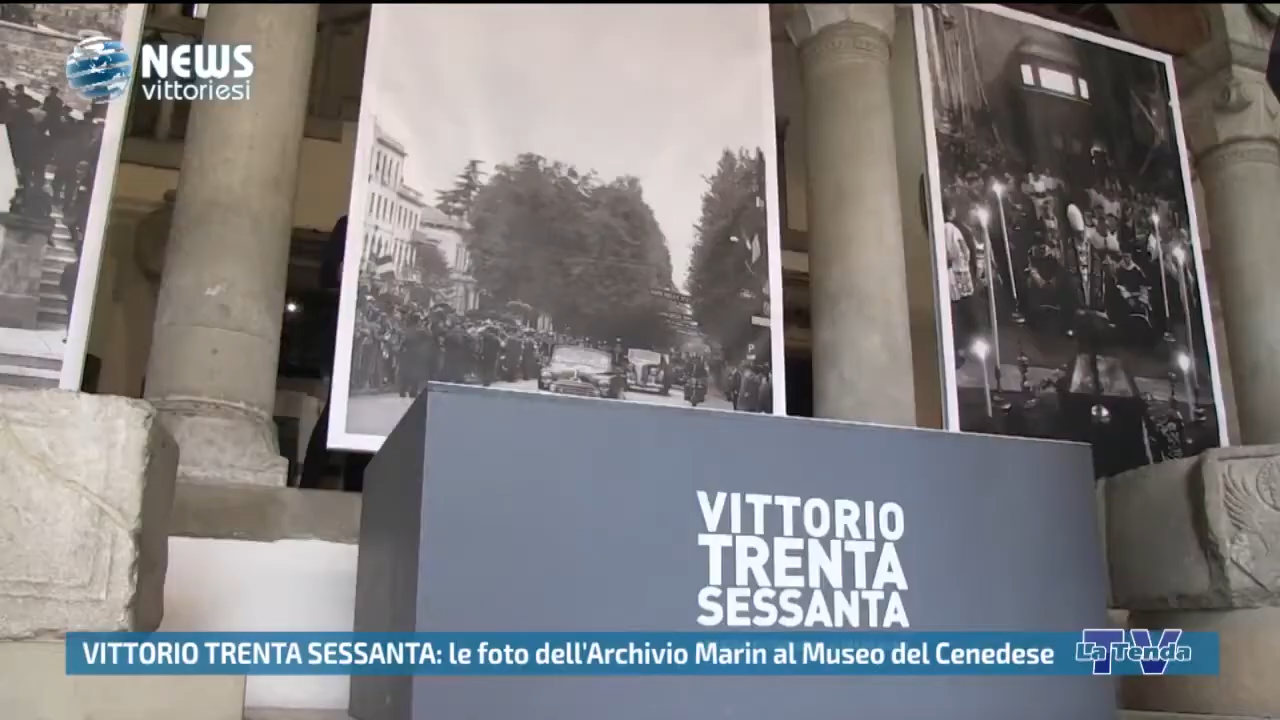 NEWS
vittoriesi
VITTORIO
TRENTA
SESSANTA
VITTORIO TRENTA SESSANTA: le foto dell'Archivio Marin al Museo del Cenedese
TV
La Tenda